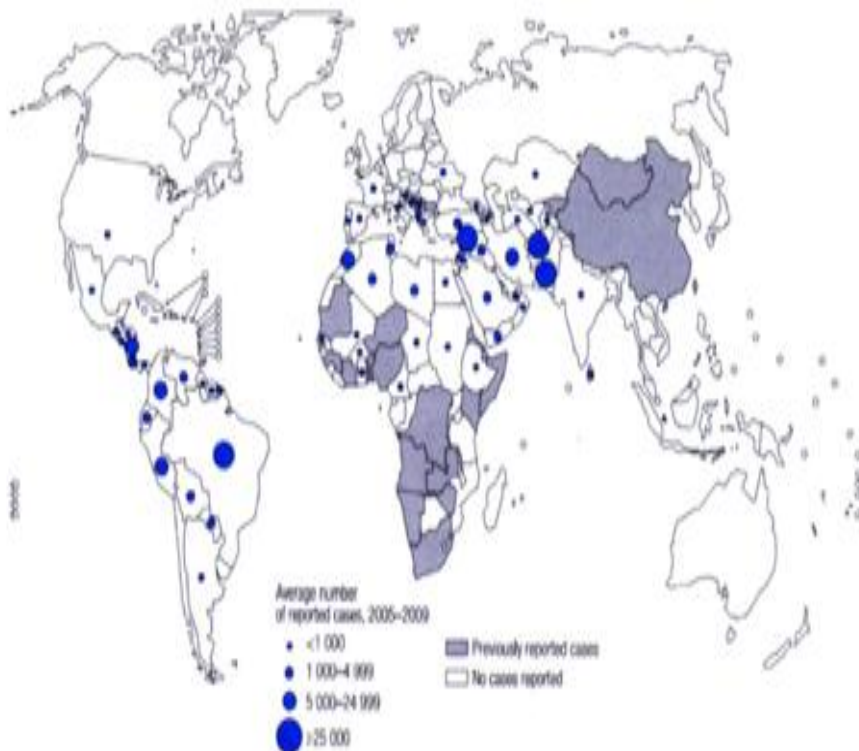 Average number
of reported cases, 2005–2009
<1 000
1 000–4 999
5 000–24 999
≥25 000
Previously reported cases
No cases reported